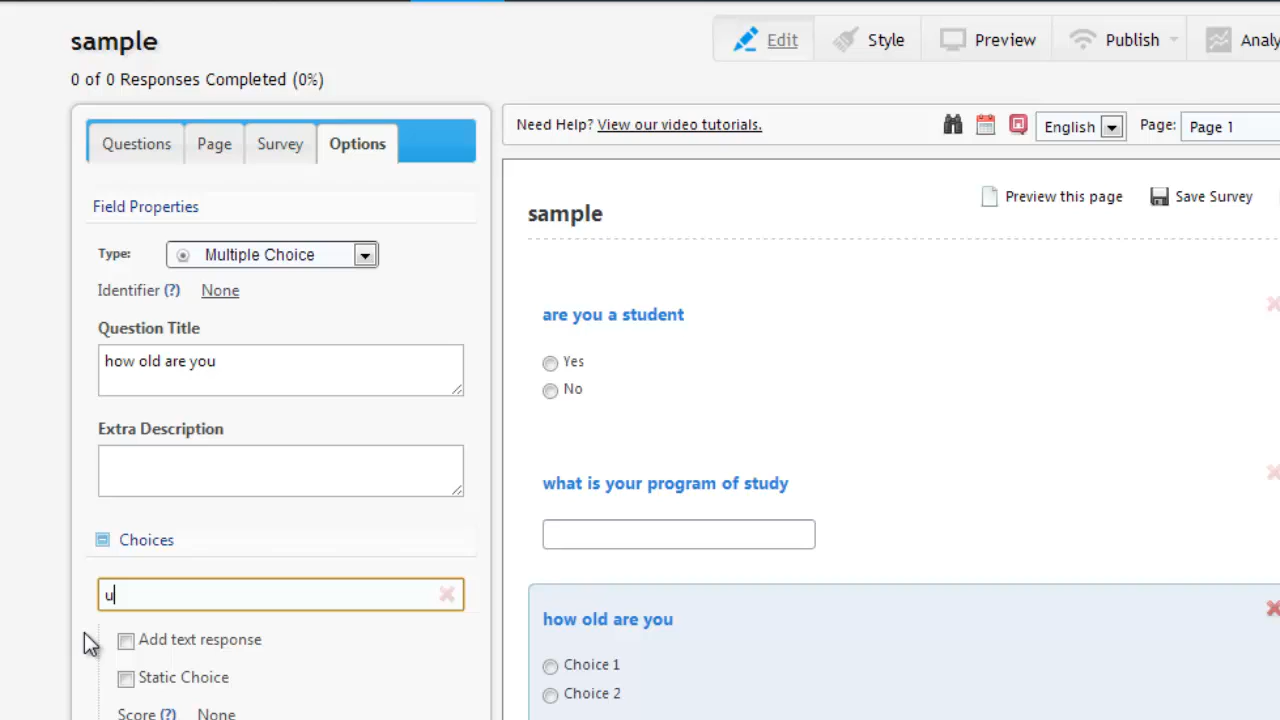 sample
Edit
Style
Preview
Publish
Analy
0 of 0 Responses Completed (0%)
Questions
Page
Survey
Options
Need Help? View our video tutorials.
English
Page:
Page 1
Field Properties
Preview this page
Save Survey
sample
Type:
Multiple Choice
Identifier (?)
None
Question Title
how old are you
Extra Description
Choices
u
Add text response
Static Choice
Score (?)
None
are you a student
Yes
No
what is your program of study
how old are you
Choice 1
Choice 2